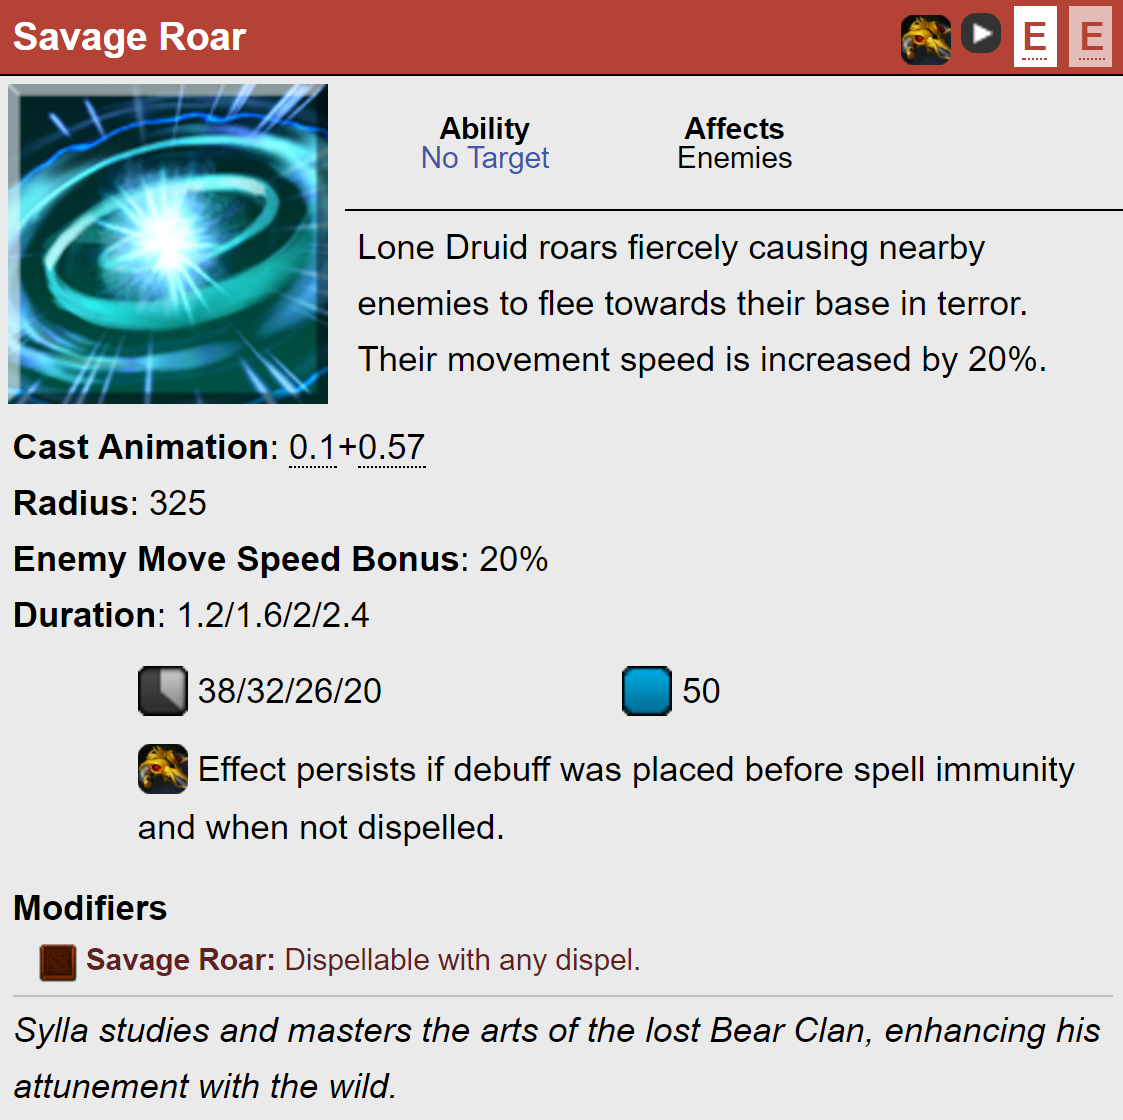 Savage Roar E E
Ability Affects
No Target Enemies
Lone Druid roars fiercely causing nearby
enemies to flee towards their base in terror.
Their movement speed is increased by 20%.
Cast Animation: 0.1+0.57
Radius: 325
Enemy Move Speed Bonus: 20%
Duration: 1.2/1.6/2/2.4
38/32/26/20 50
Effect persists if debuff was placed before spell immunity
and when not dispelled.
Modifiers
Savage Roar: Dispellable with any dispel.
Sylla studies and masters the arts of the lost Bear Clan, enhancing his
attunement with the wild.